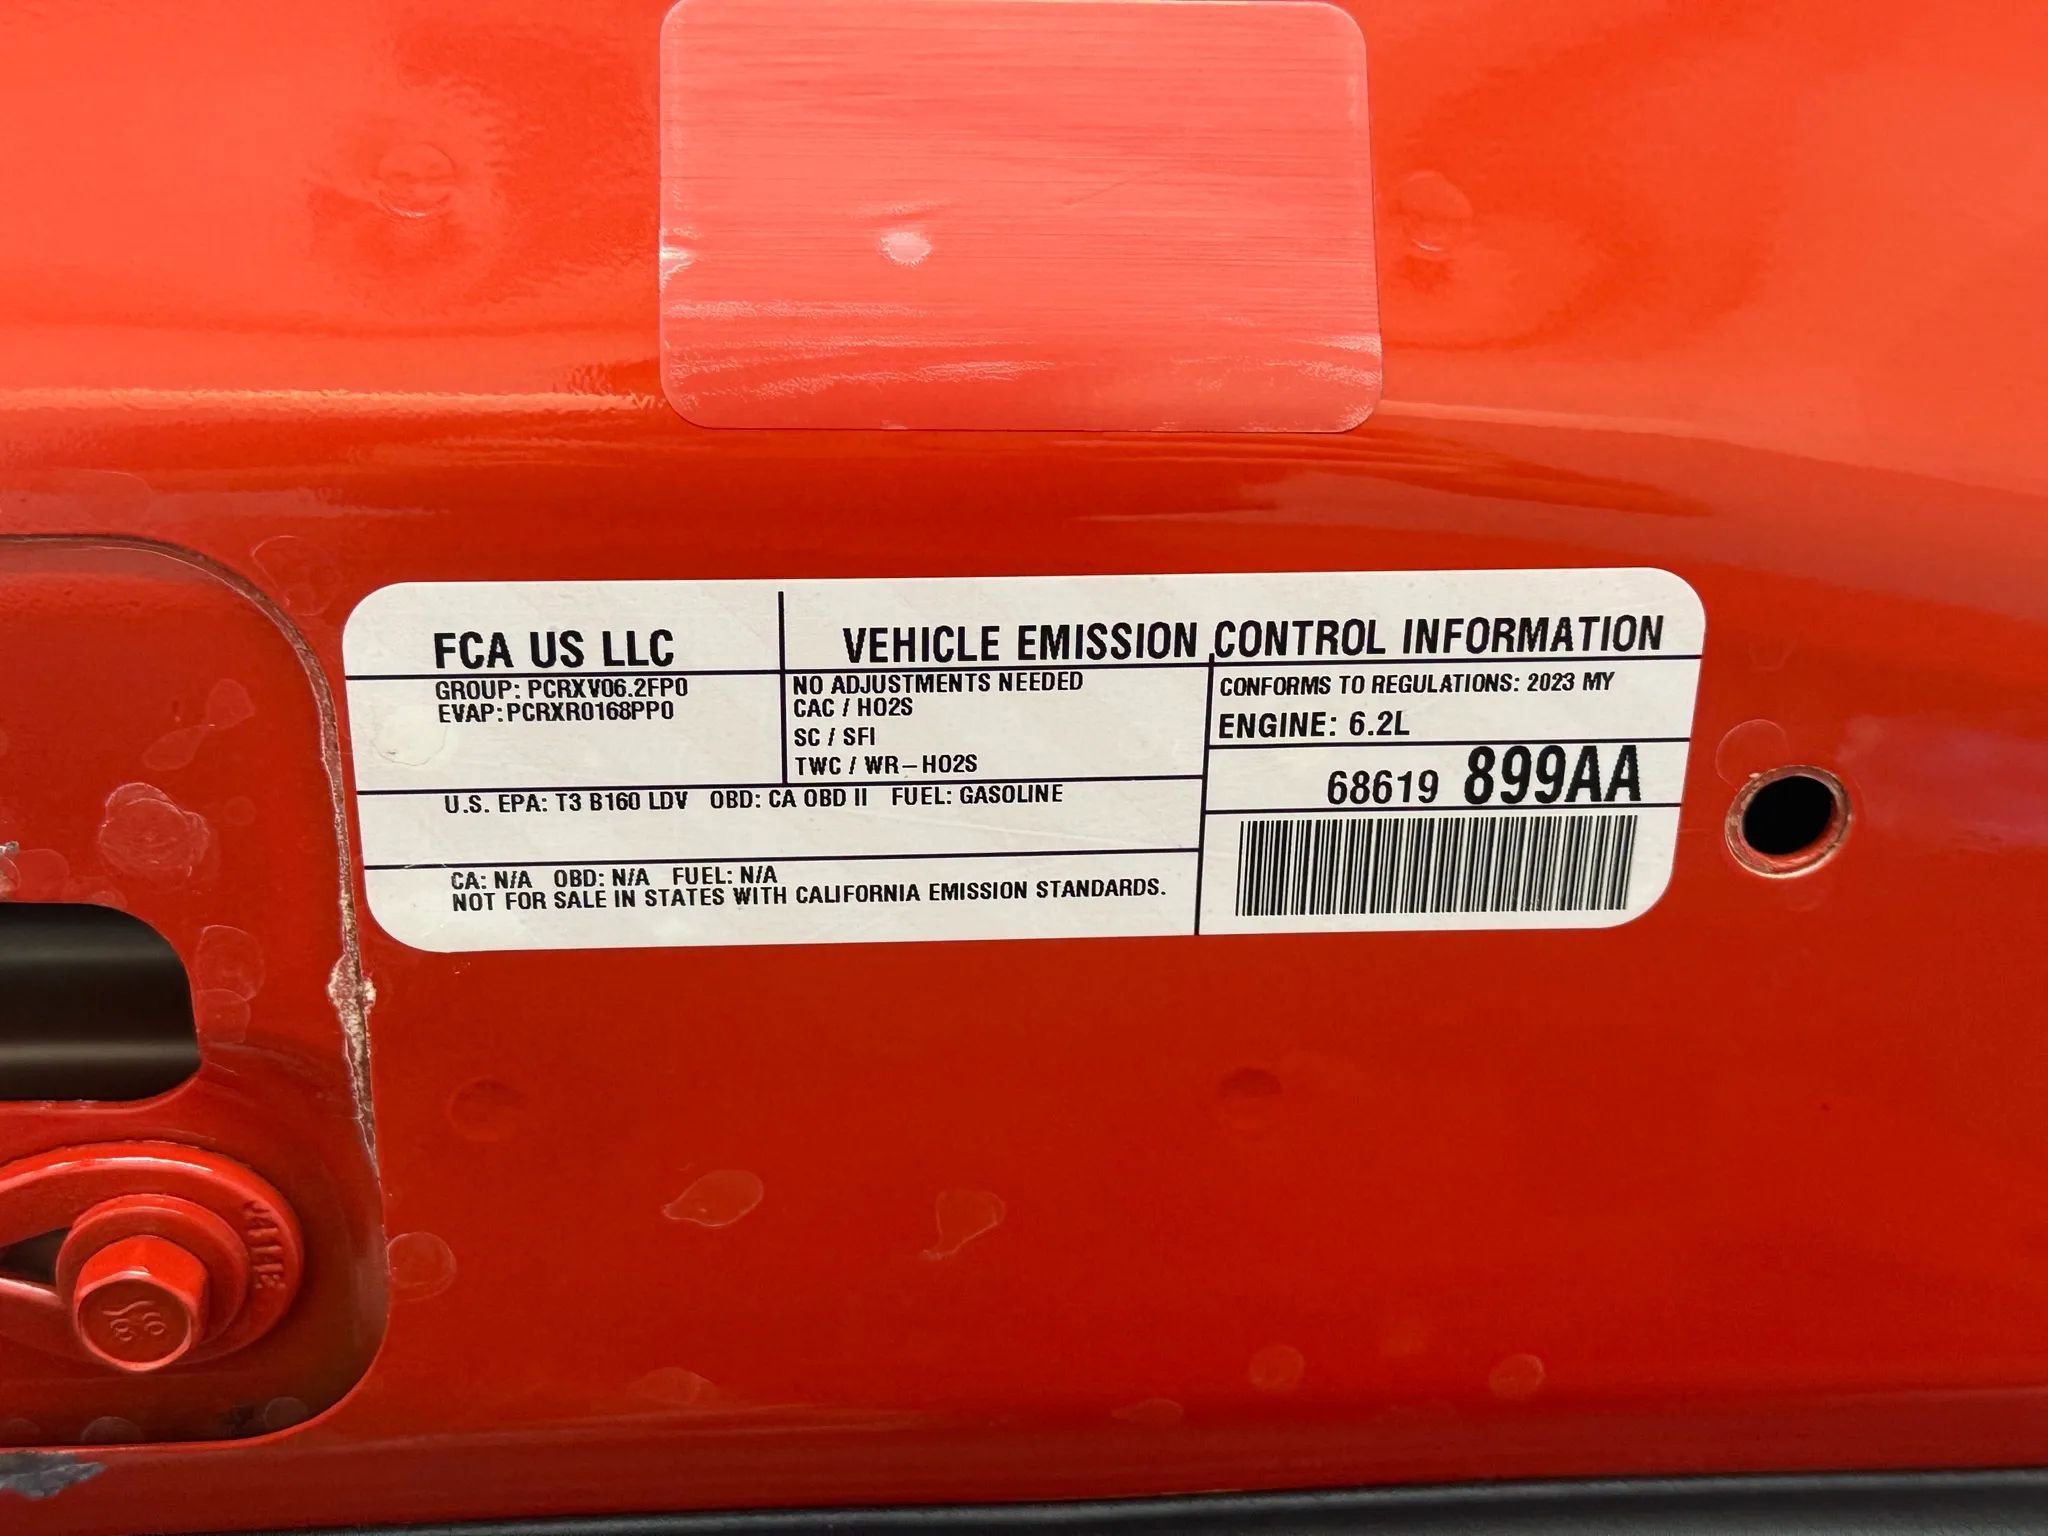 FCA US LLC
VEHICLE EMISSION CONTROL INFORMATION
GROUP: PCRXV06.2FP0
EVAP: PCRXR0168PP0
NO ADJUSTMENTS NEEDED
CAC / HO2S
SC / SFI
TWC / WR-HO2S
CONFORMS TO REGULATIONS: 2023 MY
ENGINE: 6.2L
68619 899AA
U.S. EPA: T3 B160 LDV OBD: CA OBD II FUEL: GASOLINE
CA: N/A OBD: N/A FUEL: N/A
NOT FOR SALE IN STATES WITH CALIFORNIA EMISSION STANDARDS.